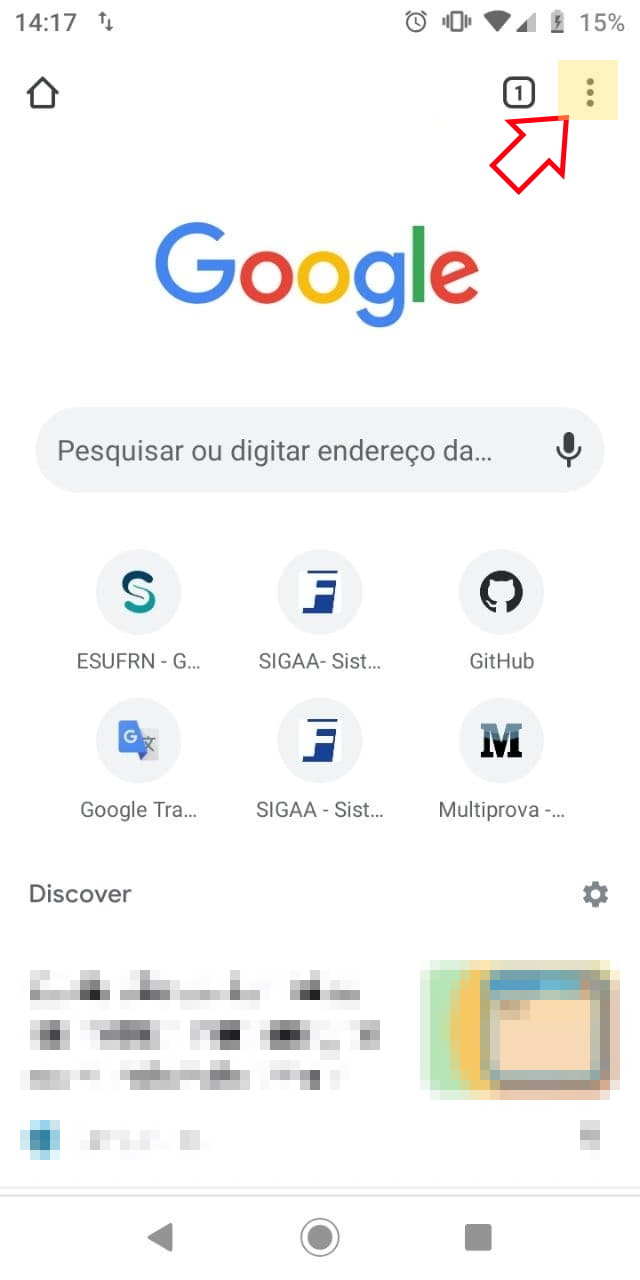 14:17
15%
1
Google
Pesquisar ou digitar endereço da...
ESUFRN - G...
SIGAA- Sist...
GitHub
Google Tra...
SIGAA - Sist...
Multiprova -...
Discover